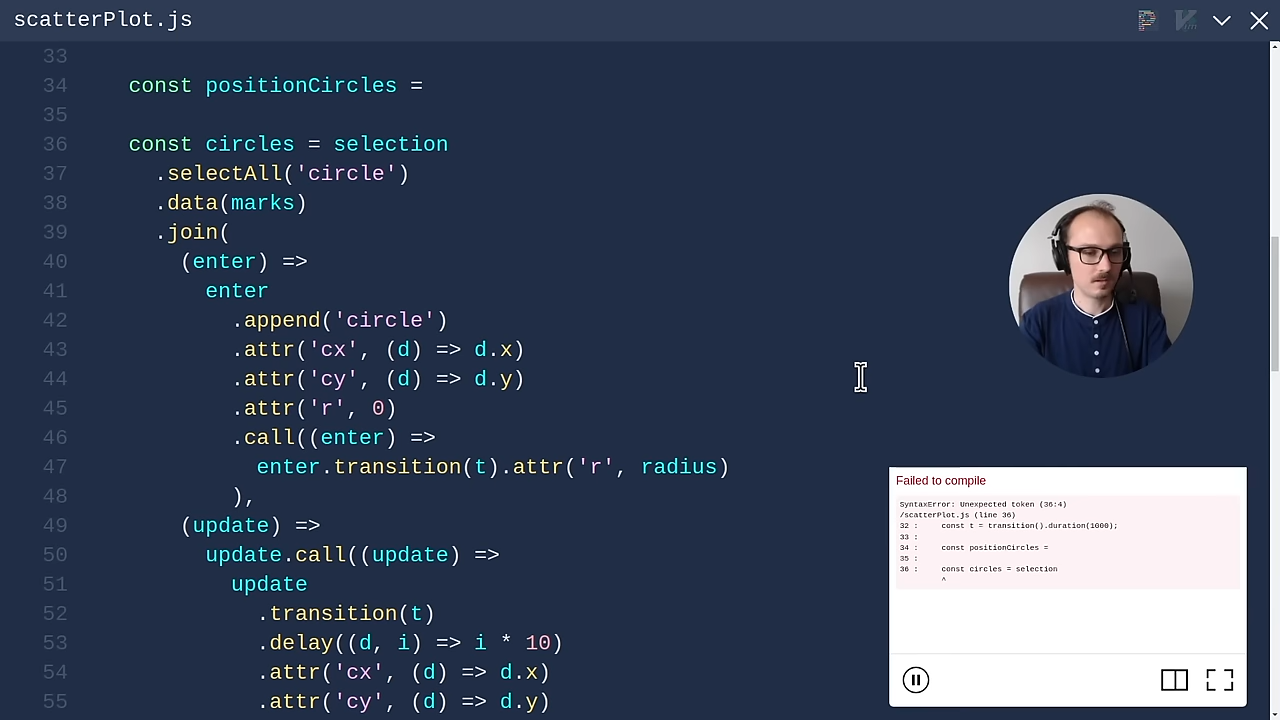 scatterPlot.js
33
34 const positionCircles =
35
36 const circles = selection
37 .selectAll('circle')
38 .data(marks)
39 .join(
40 (enter) =>
41 enter
42 .append('circle')
43 .attr('cx', (d) => d.x)
44 .attr('cy', (d) => d.y)
45 .attr('r', 0)
46 .call((enter) =>
47 enter.transition(t).attr('r', radius)
48 ),
49 (update) =>
50 update.call((update) =>
51 update
52 .transition(t)
53 .delay((d, i) => i * 10)
54 .attr('cx', (d) => d.x)
55 .attr('cy', (d) => d.y)
Failed to compile
SyntaxError: Unexpected token (36:4)
/scatterPlot.js (line 36)
32 : const t = transition().duration(1000);
33 :
34 : const positionCircles =
35 :
36 : const circles = selection
^